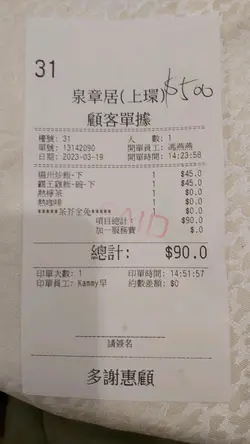 31
泉章居(上環) $500
顧客單據
檯號: 31 人 數: 1
單號: 13142090 開單員工: 馮燕燕
日期: 2023-03-19 開單時間: 14:23:58
揚州炒飯-下 1 $45.0
霸王雞飯-碗-下 1 $45.0
熱檸茶 1 $0
熱咖啡 1 $0
*****茶芥全免*****
PAID
項目總計: $90.0
加一服務費 $.0
總計: $90.0
印單次數: 1 印單時間: 14:51:57
印單員工: Kammy早 約數差額: $0
請簽名
多謝惠顧